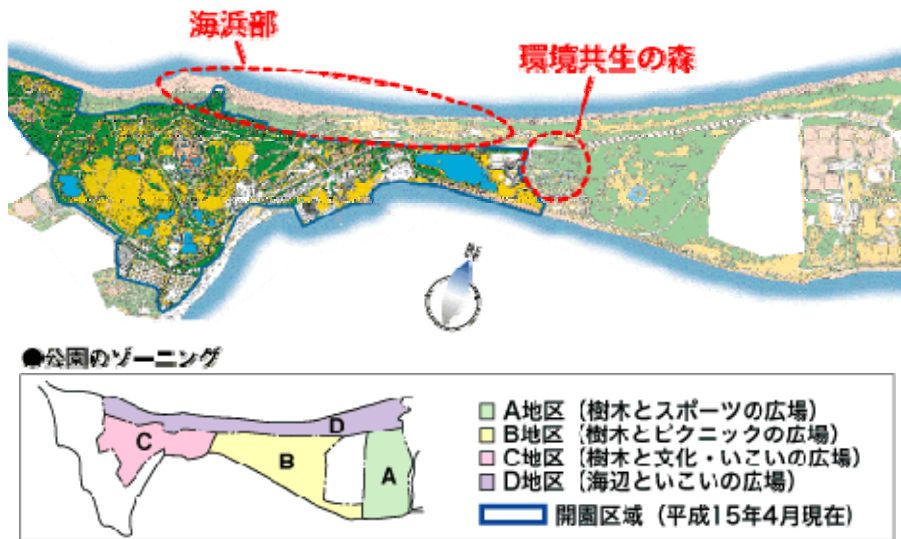 海浜部
環境共生の森
●公園のゾーニング
C
D
B
A
A地区（樹木とスポーツの広場）
B地区（樹木とピクニックの広場）
C地区（樹木と文化・いこいの広場）
D地区（海辺といこいの広場）
開園区域（平成15年4月現在）